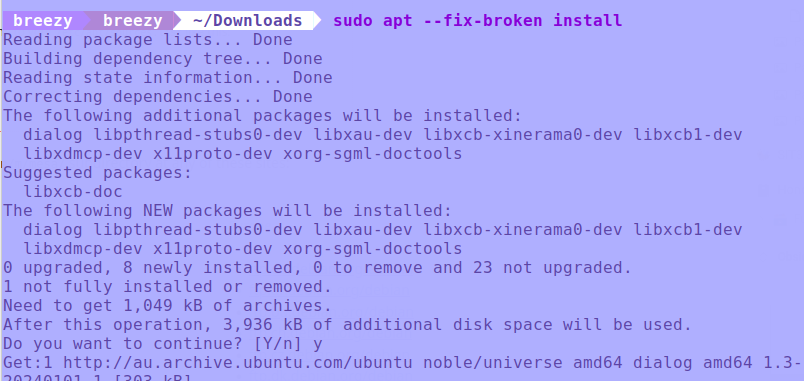 breezy breezy ~/Downloads sudo apt --fix-broken install
Reading package lists... Done
Building dependency tree... Done
Reading state information... Done
Correcting dependencies... Done
The following additional packages will be installed:
dialog libpthread-stubs0-dev libxau-dev libxcb-xinerama0-dev libxcb1-dev
libxdmcp-dev x11proto-dev xorg-sgml-doctools
Suggested packages:
libxcb-doc
The following NEW packages will be installed:
dialog libpthread-stubs0-dev libxau-dev libxcb-xinerama0-dev libxcb1-dev
libxdmcp-dev x11proto-dev xorg-sgml-doctools
0 upgraded, 8 newly installed, 0 to remove and 23 not upgraded.
1 not fully installed or removed.
Need to get 1,049 kB of archives.
After this operation, 3,936 kB of additional disk space will be used.
Do you want to continue? [Y/n] y
Get:1 http://au.archive.ubuntu.com/ubuntu noble/universe amd64 dialog amd64 1.3-
20240101-1 [303 kB]